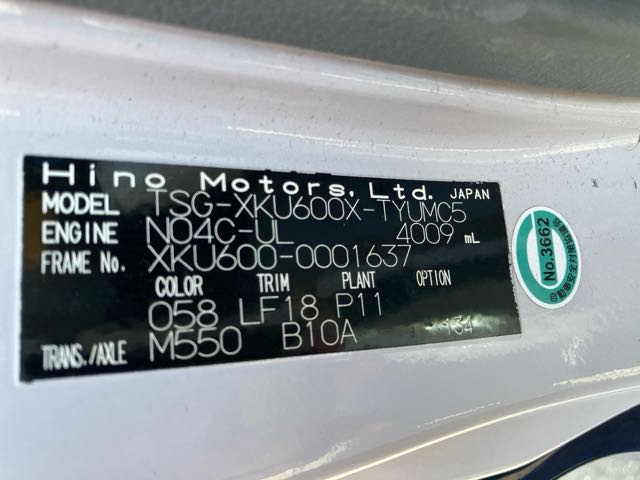 Hino Motors, Ltd. JAPAN
MODEL TSG-XKU600X-TYUMC5
ENGINE N04C-UL 4009 mL
FRAME No. XKU600-0001637
COLOR TRIM PLANT OPTION
058 LF18 P11
TRANS./AXLE M550 B10A *134
No.3662